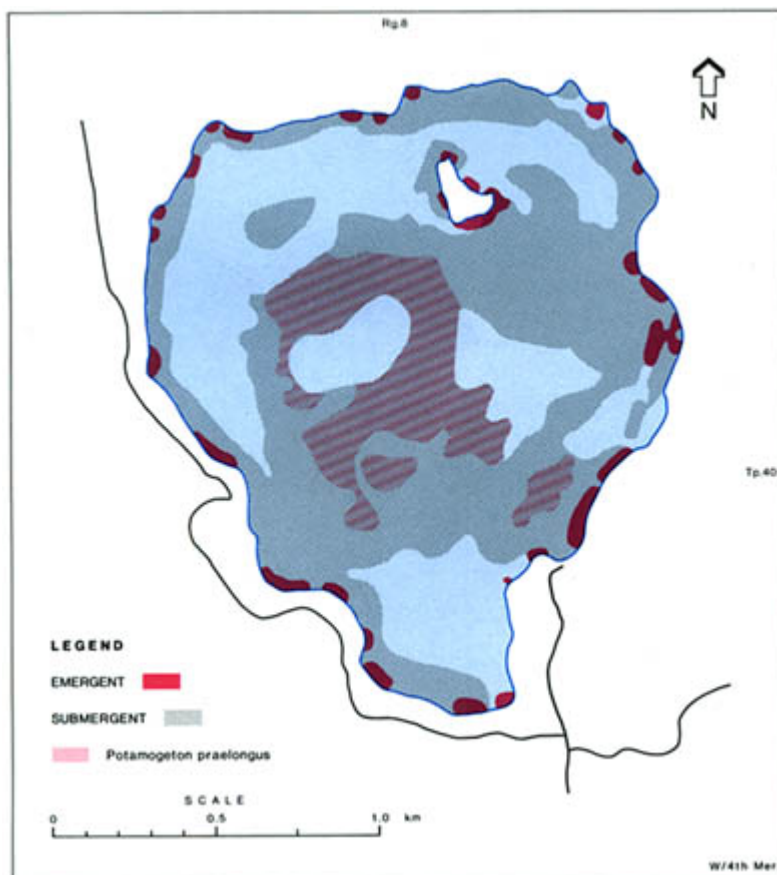 Rg.8
N
Tp.40
LEGEND
EMERGENT
SUBMERGENT
Potamogeton praelongus
SCALE
0 0.5 1.0 km
W/4th Mer